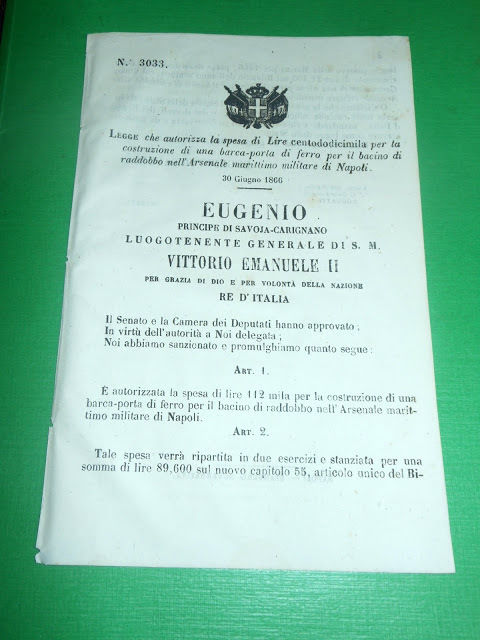 N. 3033.
LEGGE che autorizza la spesa di Lire centododicimila per la
costruzione di una barca-porta di ferro per il bacino di
raddobbo nell'Arsenale marittimo militare di Napoli.
30 Giugno 1866
EUGENIO
PRINCIPE DI SAVOJA-CARIGNANO
LUOGOTENENTE GENERALE DI S. M.
VITTORIO EMANUELE II
PER GRAZIA DI DIO E PER VOLONTÀ DELLA NAZIONE
RE D'ITALIA
Il Senato e la Camera dei Deputati hanno approvato;
In virtù dell'autorità a Noi delegata;
Noi abbiamo sanzionato e promulghiamo quanto segue:
ART. 1.
È autorizzata la spesa di lire 112 mila per la costruzione di una
barca-porta di ferro per il bacino di raddobbo nell'Arsenale marit-
timo militare di Napoli.
ART. 2.
Tale spesa verrà ripartita in due esercizi e stanziata per una
somma di lire 89,600 sul nuovo capitolo 55, articolo unico del Bi-